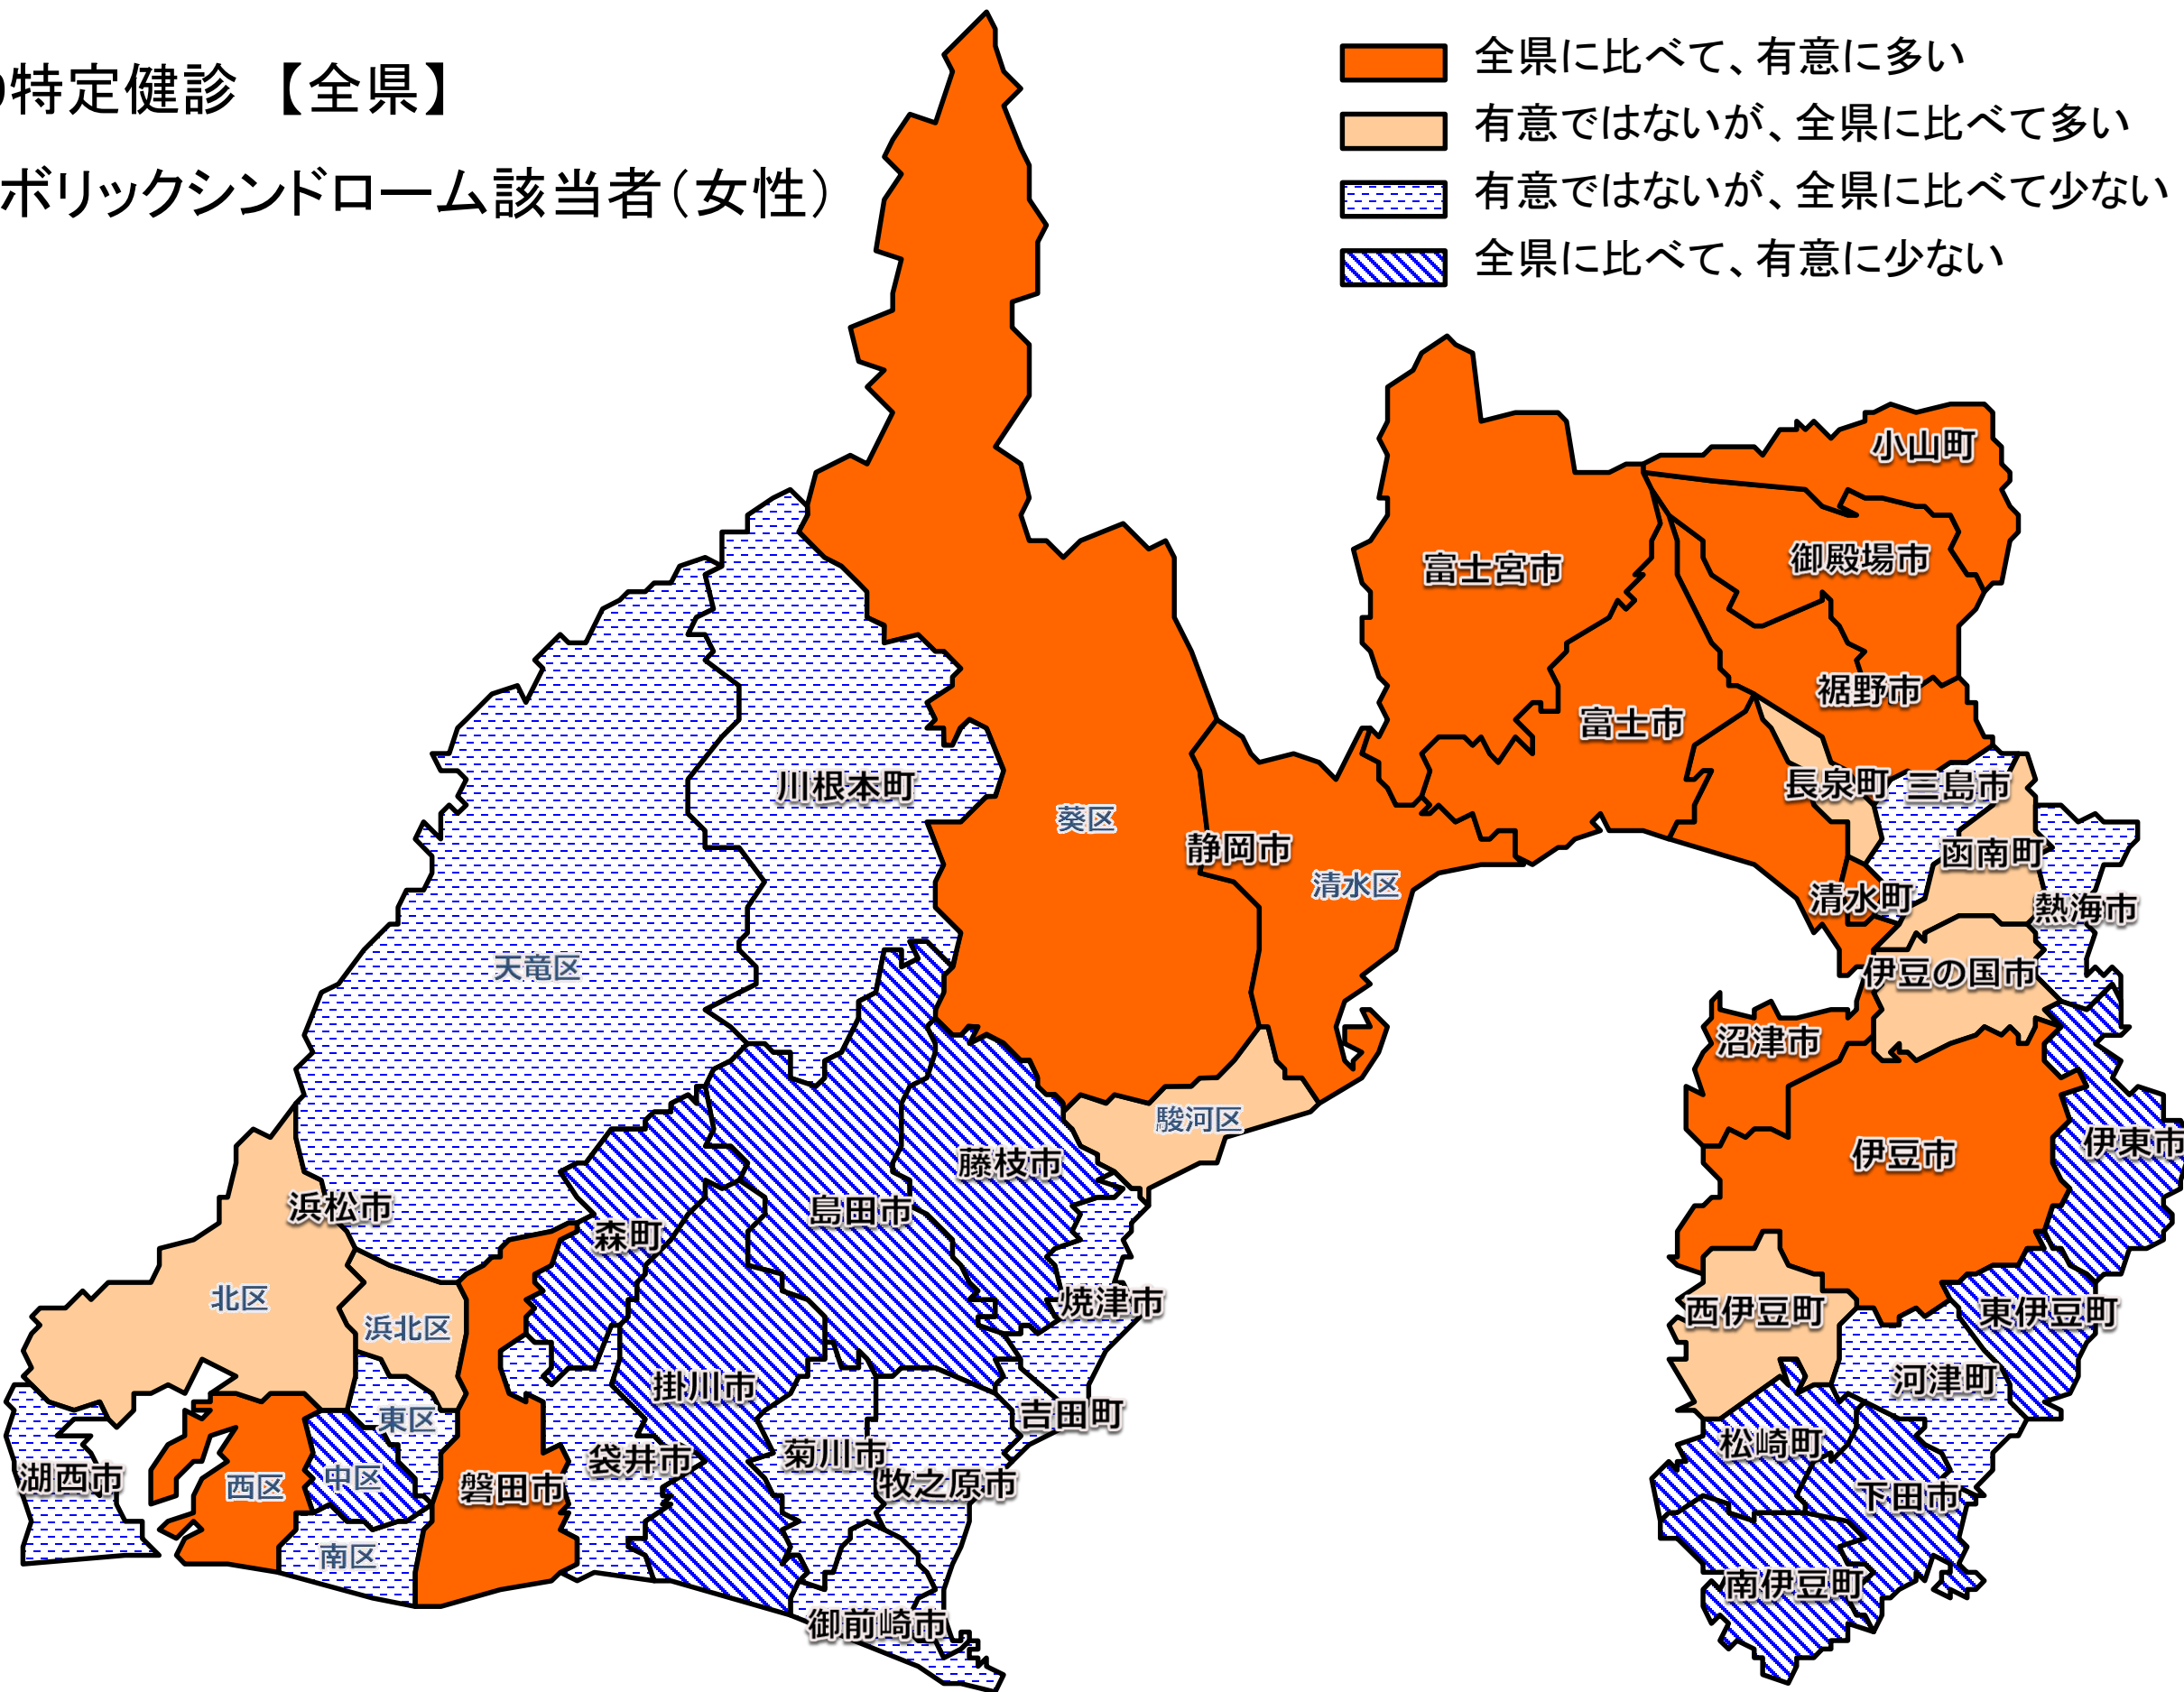 特定健診 【全県】
ボリックシンドローム該当者（女性）
全県に比べて、有意に多い
有意ではないが、全県に比べて多い
有意ではないが、全県に比べて少ない
全県に比べて、有意に少ない
小山町
御殿場市
富士宮市
裾野市
富士市
長泉町
三島市
川根本町
葵区
静岡市
函南町
清水区
清水町
熱海市
天竜区
伊豆の国市
沼津市
駿河区
伊東市
伊豆市
藤枝市
浜松市
島田市
森町
北区
焼津市
西伊豆町
東伊豆町
浜北区
掛川市
河津町
東区
吉田町
松崎町
菊川市
袋井市
湖西市
中区
西区
磐田市
牧之原市
下田市
南区
南伊豆町
御前崎市